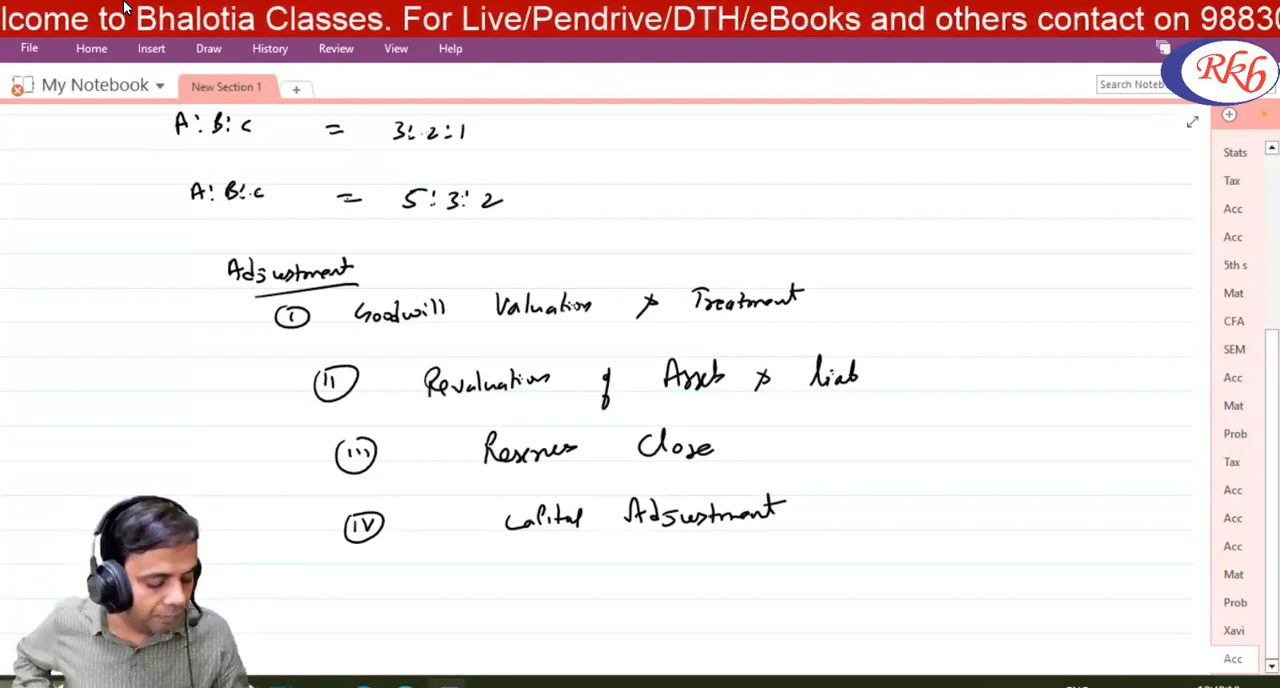 lcome to Bhalotia Classes. For Live/Pendrive/DTH/eBooks and others contact on 9883
File Home Insert Draw History Review View Help
Rkb
My Notebook New Section 1 + Search Noteb
A:B:C = 3:2:1
A:B:C = 5:3:2
Adjustment
(i) Goodwill Valuation & Treatment
(ii) Revaluation of Asset & liab
(iii) Reserves Close
(iv) Capital Adjustment
Stats
Tax
Acc
Acc
5th s
Mat
CFA
SEM
Acc
Mat
Prob
Tax
Acc
Acc
Acc
Mat
Prob
Xavi
Acc